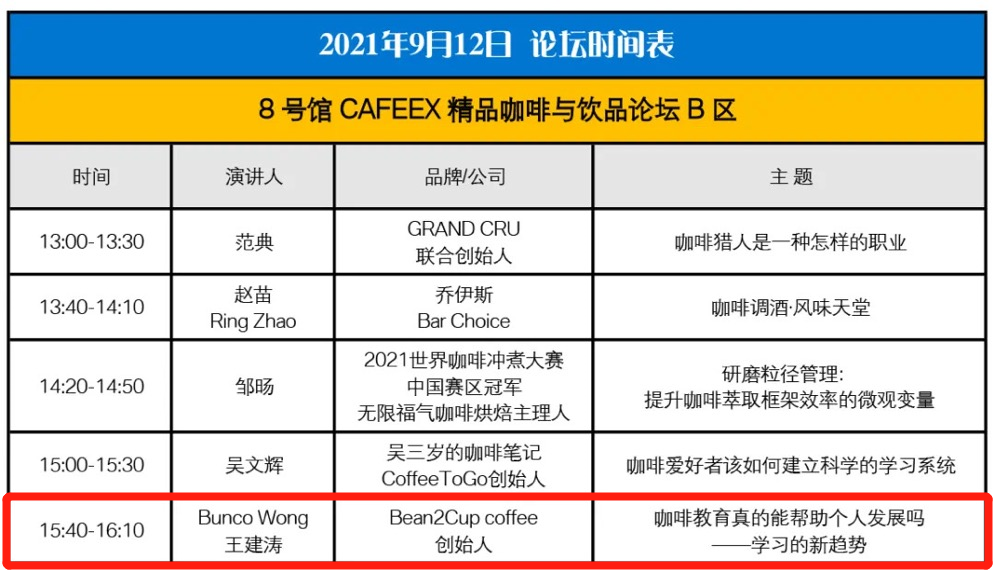 2021年9月12日 论坛时间表
8 号馆 CAFEEX 精品咖啡与饮品论坛 B 区
时间 演讲人 品牌/公司 主 题
13:00-13:30 范典 GRAND CRU
联合创始人 咖啡猎人是一种怎样的职业
13:40-14:10 赵苗
Ring Zhao 乔伊斯
Bar Choice 咖啡调酒·风味天堂
14:20-14:50 邹旸 2021世界咖啡冲煮大赛
中国赛区冠军
无限福气咖啡烘焙主理人 研磨粒径管理:
提升咖啡萃取框架效率的微观变量
15:00-15:30 吴文辉 吴三岁的咖啡笔记
CoffeeToGo创始人 咖啡爱好者该如何建立科学的学习系统
15:40-16:10 Bunco Wong
王建涛 Bean2Cup coffee
创始人 咖啡教育真的能帮助个人发展吗
——学习的新趋势